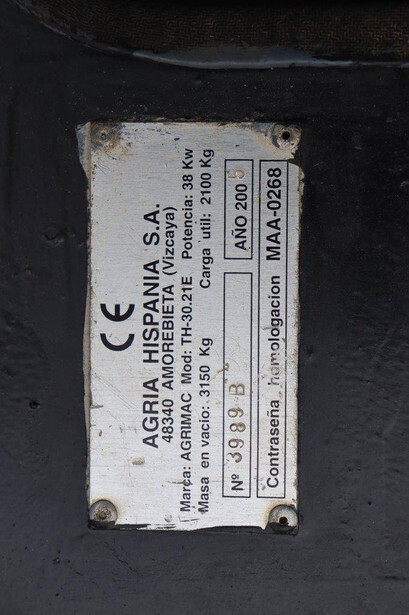 CE
AGRIA HISPANIA S.A.
48340 AMOREBIETA (Vizcaya)
Marca: AGRIMAC Mod: TH-30.21E Potencia: 38 Kw
Masa en vacio: 3150 Kg Carga util: 2100 Kg
Nº 3989-B AÑO 2005
Contraseña homologacion MAA-0268